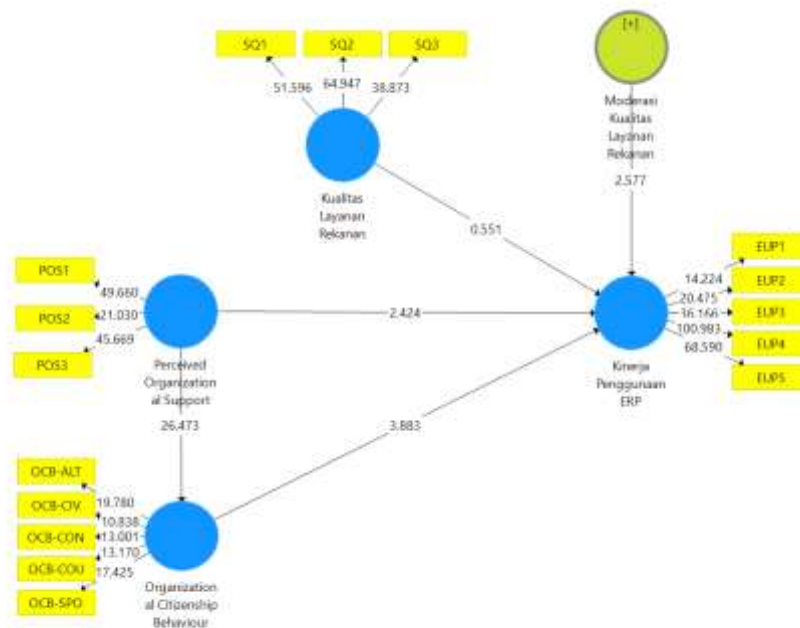 SQ1 SQ2 SQ3
51.596 64.947 38.873
[+]
Moderasi
Kualitas
Layanan
Rekanan
2.577
Kualitas
Layanan
Rekanan
0.551
POS1
POS2
POS3
49.660
21.030
45.669
Perceived
Organization
al Support
2.424
26.473
EUP1
EUP2
EUP3
EUP4
EUP5
14.224
20.475
36.166
100.983
68.590
Kinerja
Penggunaan
ERP
3.883
OCB-ALT
OCB-CIV
OCB-CON
OCB-COU
OCB-SPO
19.780
10.838
13.001
13.170
17.425
Organization
al Citizenship
Behaviour